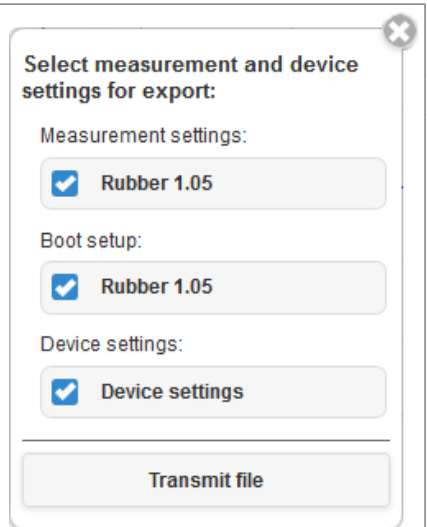 Select measurement and device
settings for export:
Measurement settings:
Rubber 1.05
Boot setup:
Rubber 1.05
Device settings:
Device settings
Transmit file